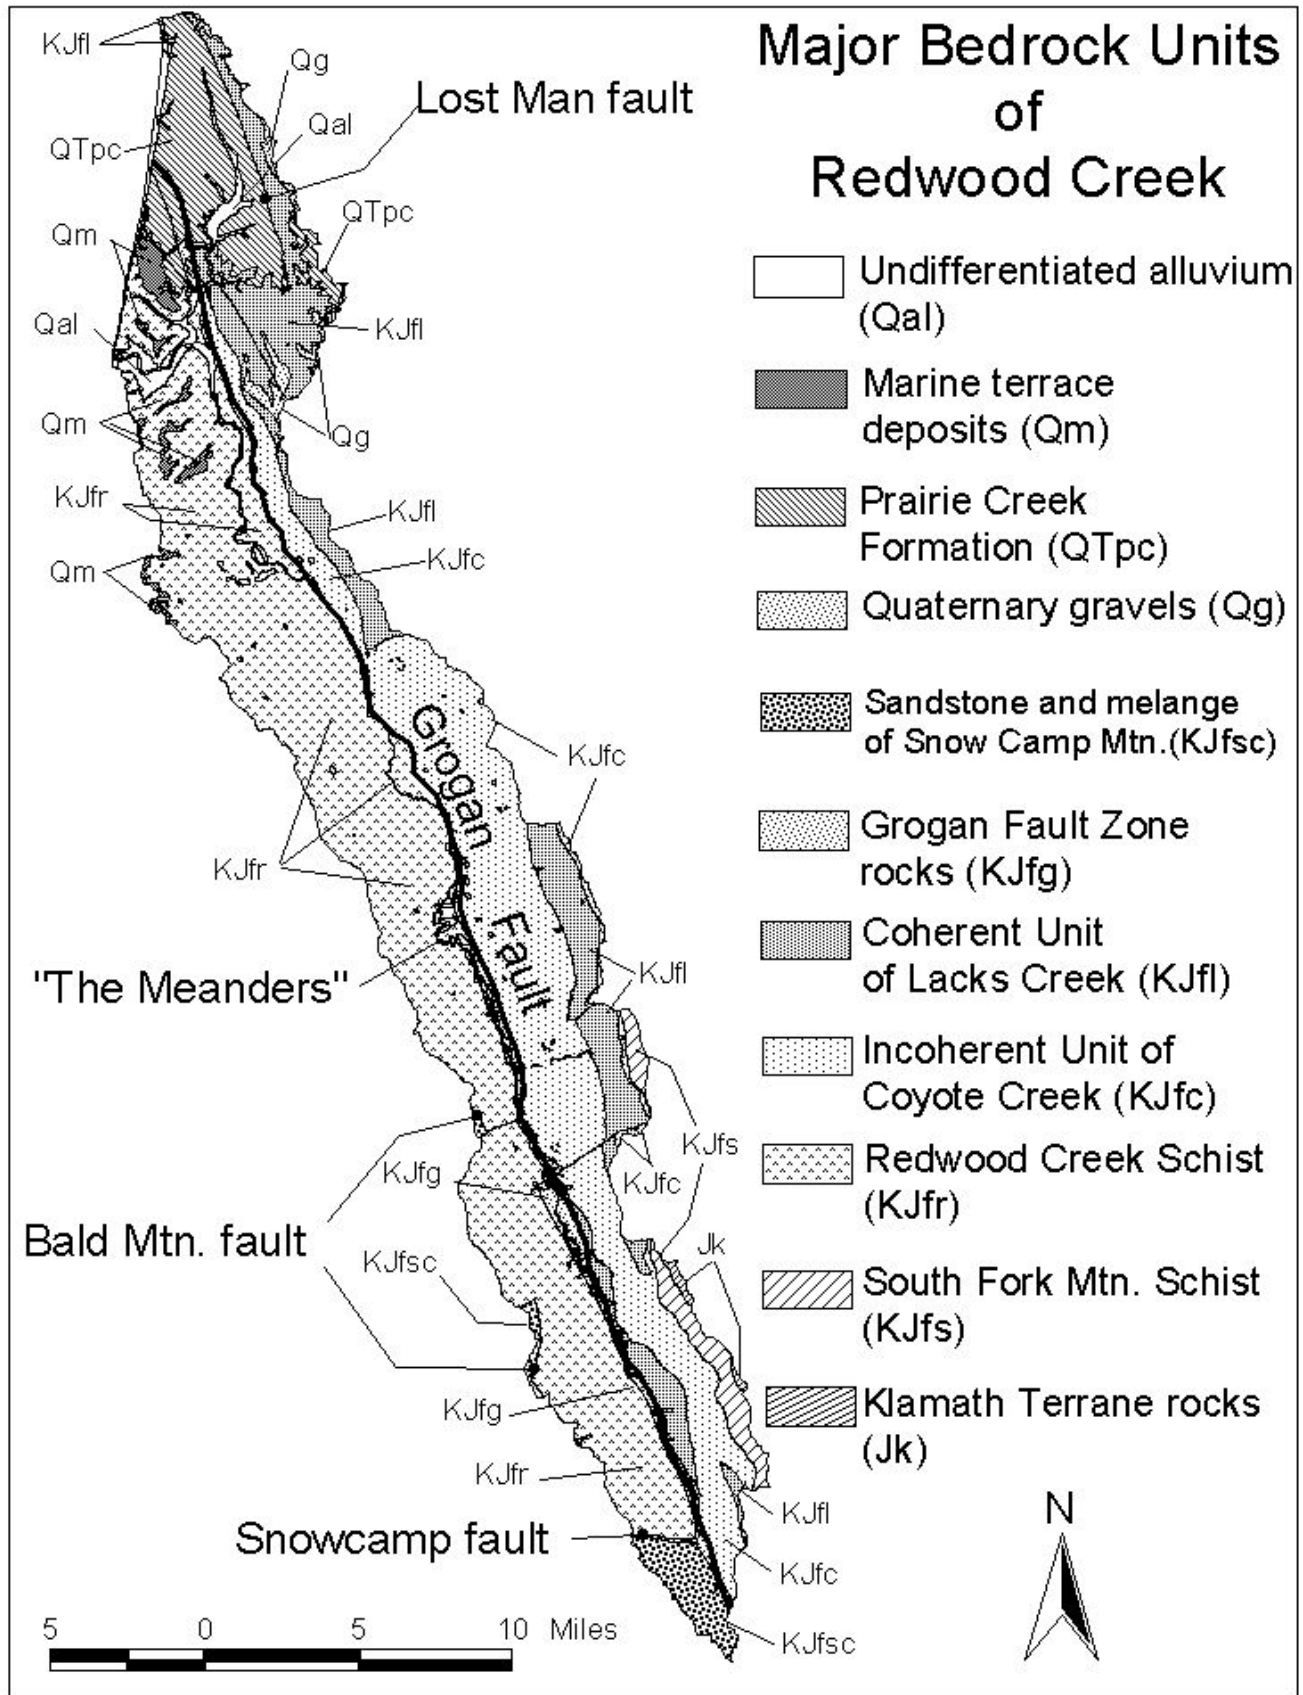 Major Bedrock Units
of
Redwood Creek
KJfl
Qg
Lost Man fault
Qal
QTpc
QTpc
Qm
Qal
KJfl
Qm
Qg
KJfr
KJfl
KJfc
Qm
Grogan
Fault
KJfc
KJfr
"The Meanders"
KJfl
KJfs
KJfg
KJfc
Bald Mtn. fault
Jk
KJfsc
KJfg
KJfr
KJfl
Snowcamp fault
KJfc
KJfsc
Undifferentiated alluvium
(Qal)
Marine terrace
deposits (Qm)
Prairie Creek
Formation (QTpc)
Quaternary gravels (Qg)
Sandstone and melange
of Snow Camp Mtn.(KJfsc)
Grogan Fault Zone
rocks (KJfg)
Coherent Unit
of Lacks Creek (KJfl)
Incoherent Unit of
Coyote Creek (KJfc)
Redwood Creek Schist
(KJfr)
South Fork Mtn. Schist
(KJfs)
Klamath Terrane rocks
(Jk)
N
5 0 5 10 Miles